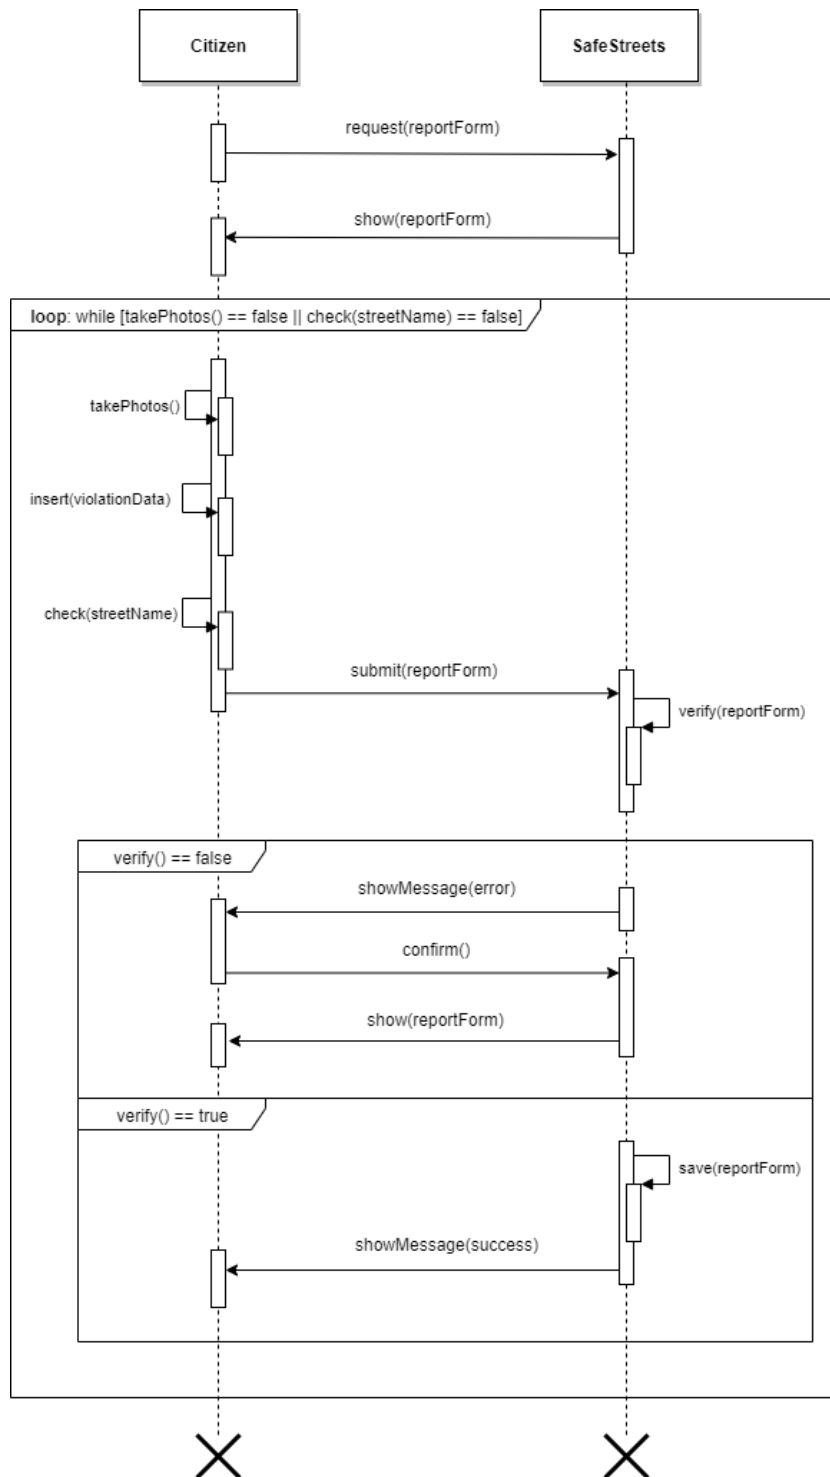 Citizen
SafeStreets
request(reportForm)
show(reportForm)
loop: while [takePhotos() == false || check(streetName) == false]
takePhotos()
insert(violationData)
check(streetName)
submit(reportForm)
verify(reportForm)
verify() == false
showMessage(error)
confirm()
show(reportForm)
verify() == true
save(reportForm)
showMessage(success)